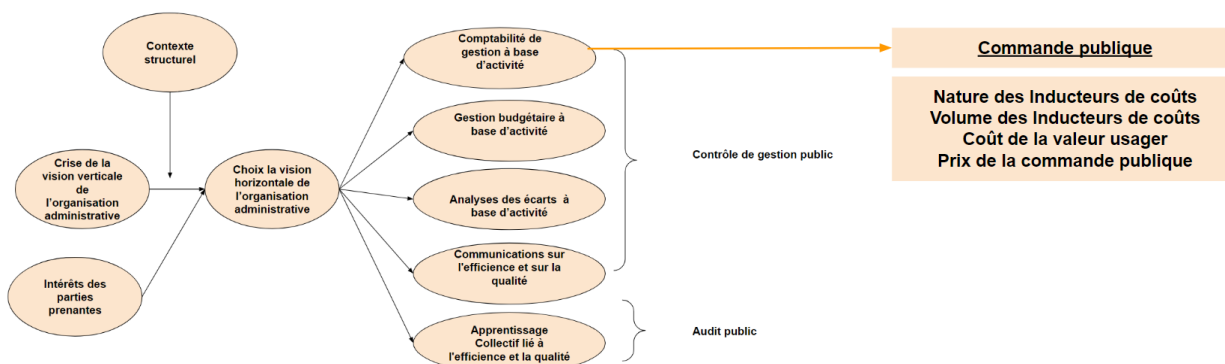 Contexte
structurel
Crise de la
vision verticale
de
l'organisation
administrative
Intérêts des
parties
prenantes
Choix la vision
horizontale de
l'organisation
administrative
Comptabilité de
gestion à base
d'activité
Gestion budgétaire à
base d'activité
Analyses des écarts à
base d'activité
Communications sur
l'efficience et sur la
qualité
Apprentissage
Collectif lié à
l'efficience et la qualité
Contrôle de gestion public
Audit public
Commande publique
Nature des Inducteurs de coûts
Volume des Inducteurs de coûts
Coût de la valeur usager
Prix de la commande publique